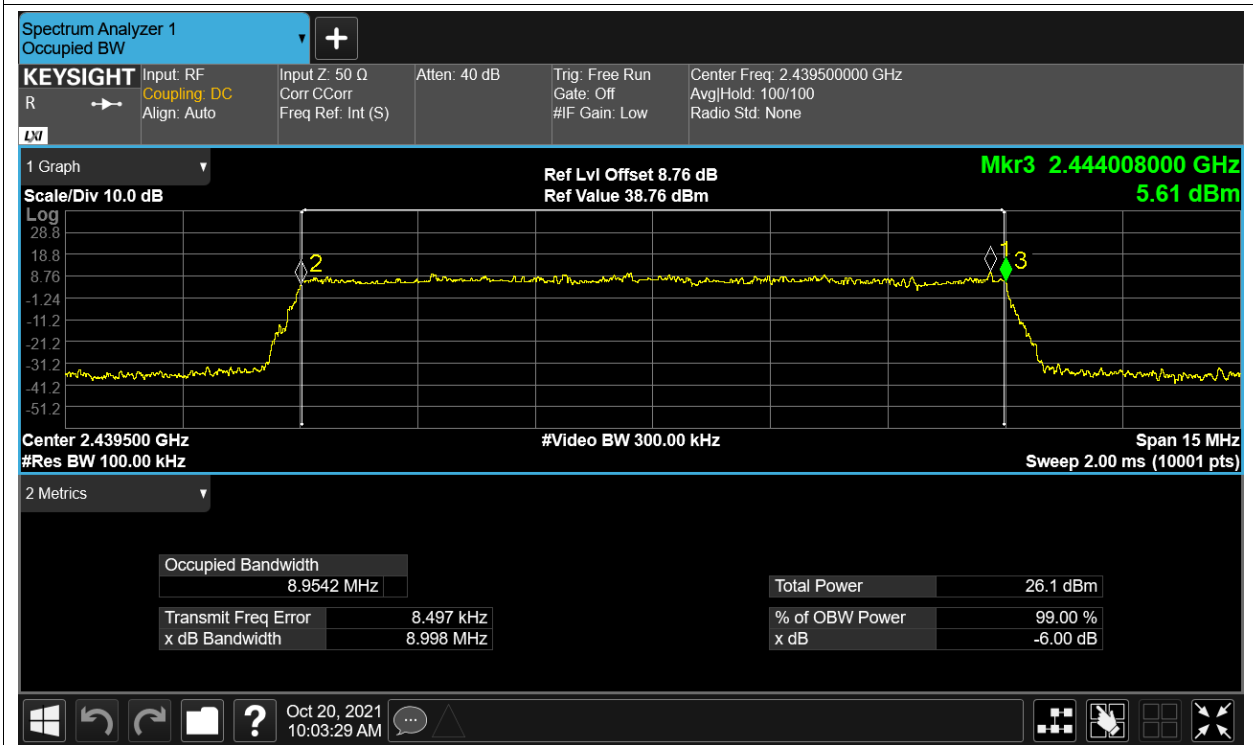 Spectrum Analyzer 1
Occupied BW
KEYSIGHT
R
LXI
Input: RF
Coupling: DC
Align: Auto
Input Z: 50 Ω
Corr CCorr
Freq Ref: Int (S)
Atten: 40 dB
Trig: Free Run
Gate: Off
#IF Gain: Low
Center Freq: 2.439500000 GHz
Avg|Hold: 100/100
Radio Std: None
1 Graph
Scale/Div 10.0 dB
Ref Lvl Offset 8.76 dB
Ref Value 38.76 dBm
Mkr3 2.444008000 GHz
5.61 dBm
Log
28.8
18.8
8.76
-1.24
-11.2
-21.2
-31.2
-41.2
-51.2
2
1
3
Center 2.439500 GHz
#Video BW 300.00 kHz
Span 15 MHz
#Res BW 100.00 kHz
Sweep 2.00 ms (10001 pts)
2 Metrics
Occupied Bandwidth
8.9542 MHz
Total Power 26.1 dBm
Transmit Freq Error 8.497 kHz
% of OBW Power 99.00 %
x dB Bandwidth 8.998 MHz
x dB -6.00 dB
?
Oct 20, 2021
10:03:29 AM